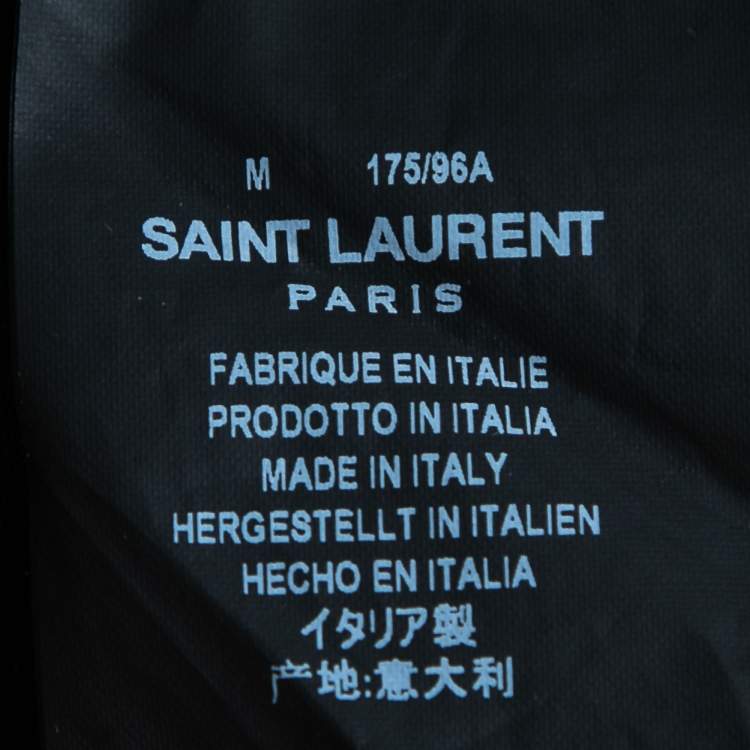 M 175/96A
SAINT LAURENT
PARIS
FABRIQUE EN ITALIE
PRODOTTO IN ITALIA
MADE IN ITALY
HERGESTELLT IN ITALIEN
HECHO EN ITALIA
イタリア製
产地:意大利